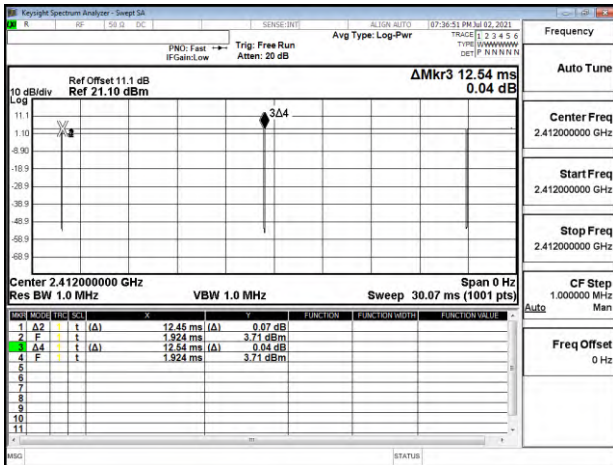 Keysight Spectrum Analyzer - Swept SA
R RF 50 Ω DC SENSE:INT ALIGN AUTO 07:36:51 PM Jul 02, 2021
Avg Type: Log-Pwr
TRACE 1 2 3 4 5 6
TYPE WWWWWW
DET P N N N N N
PNO: Fast Trig: Free Run
IFGain:Low Atten: 20 dB
Frequency
Auto Tune
Center Freq
2.412000000 GHz
Start Freq
2.412000000 GHz
Stop Freq
2.412000000 GHz
CF Step
1.000000 MHz
Auto Man
Freq Offset
0 Hz
ΔMkr3 12.54 ms
0.04 dB
Ref Offset 11.1 dB
10 dB/div Ref 21.10 dBm
Log
11.1
1.10
-8.90
-18.9
-28.9
-38.9
-48.9
-58.9
-68.9
3Δ4
Center 2.412000000 GHz Span 0 Hz
Res BW 1.0 MHz VBW 1.0 MHz Sweep 30.07 ms (1001 pts)
MKR MODE TRC SCL X Y FUNCTION FUNCTION WIDTH FUNCTION VALUE
1 Δ2 1 t (Δ) 12.45 ms (Δ) 0.07 dB
2 F 1 t 1.924 ms 3.71 dBm
3 Δ4 1 t (Δ) 12.54 ms (Δ) 0.04 dB
4 F 1 t 1.924 ms 3.71 dBm
5
6
7
8
9
10
11
MSG STATUS